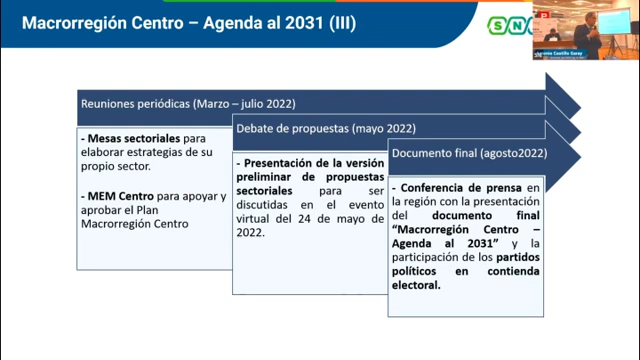 Macrorregión Centro – Agenda al 2031 (III)
SN
Antonio Castillo Garay
Reuniones periódicas (Marzo – julio 2022)
- Mesas sectoriales para
elaborar estrategias de su
propio sector.
- MEM Centro para apoyar y
aprobar el Plan
Macrorregión Centro
Debate de propuestas (mayo 2022)
- Presentación de la versión
preliminar de propuestas
sectoriales para ser
discutidas en el evento
virtual del 24 de mayo de
2022.
Documento final (agosto2022)
- Conferencia de prensa en
la región con la presentación
del documento final
“Macrorregión Centro –
Agenda al 2031” y la
participación de los partidos
políticos en contienda
electoral.